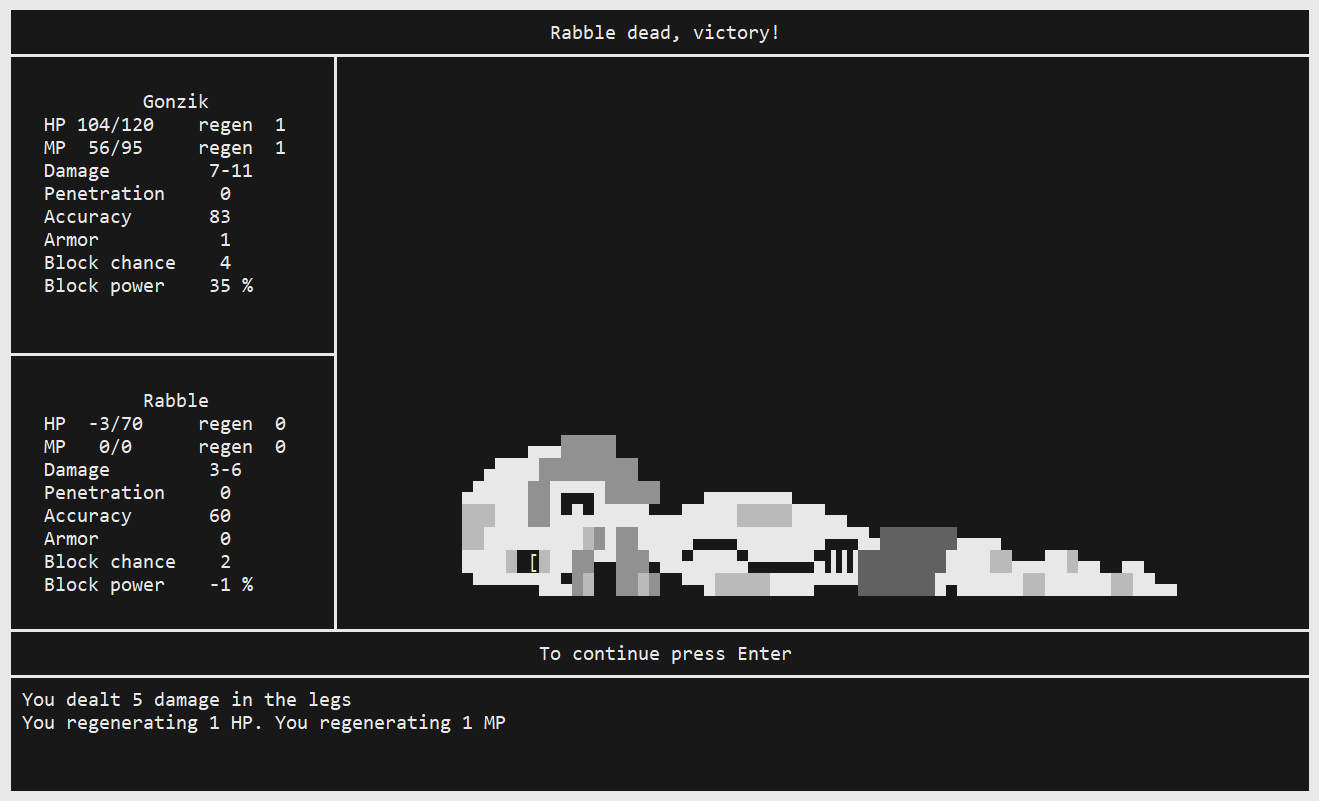 Rabble dead, victory!
Gonzik
HP 104/120 regen 1
MP 56/95 regen 1
Damage 7-11
Penetration 0
Accuracy 83
Armor 1
Block chance 4
Block power 35 %
Rabble
HP -3/70 regen 0
MP 0/0 regen 0
Damage 3-6
Penetration 0
Accuracy 60
Armor 0
Block chance 2
Block power -1 %
[
To continue press Enter
You dealt 5 damage in the legs
You regenerating 1 HP. You regenerating 1 MP